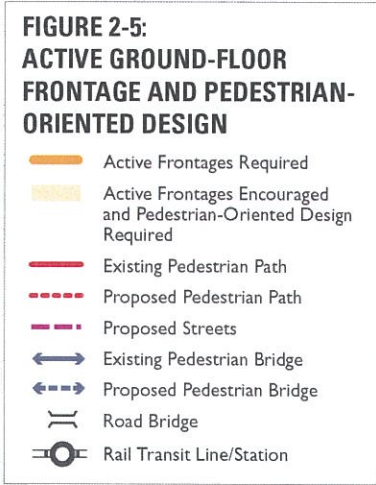 FIGURE 2-5:
ACTIVE GROUND-FLOOR
FRONTAGE AND PEDESTRIAN-
ORIENTED DESIGN
Active Frontages Required
Active Frontages Encouraged
and Pedestrian-Oriented Design
Required
Existing Pedestrian Path
Proposed Pedestrian Path
Proposed Streets
Existing Pedestrian Bridge
Proposed Pedestrian Bridge
Road Bridge
Rail Transit Line/Station